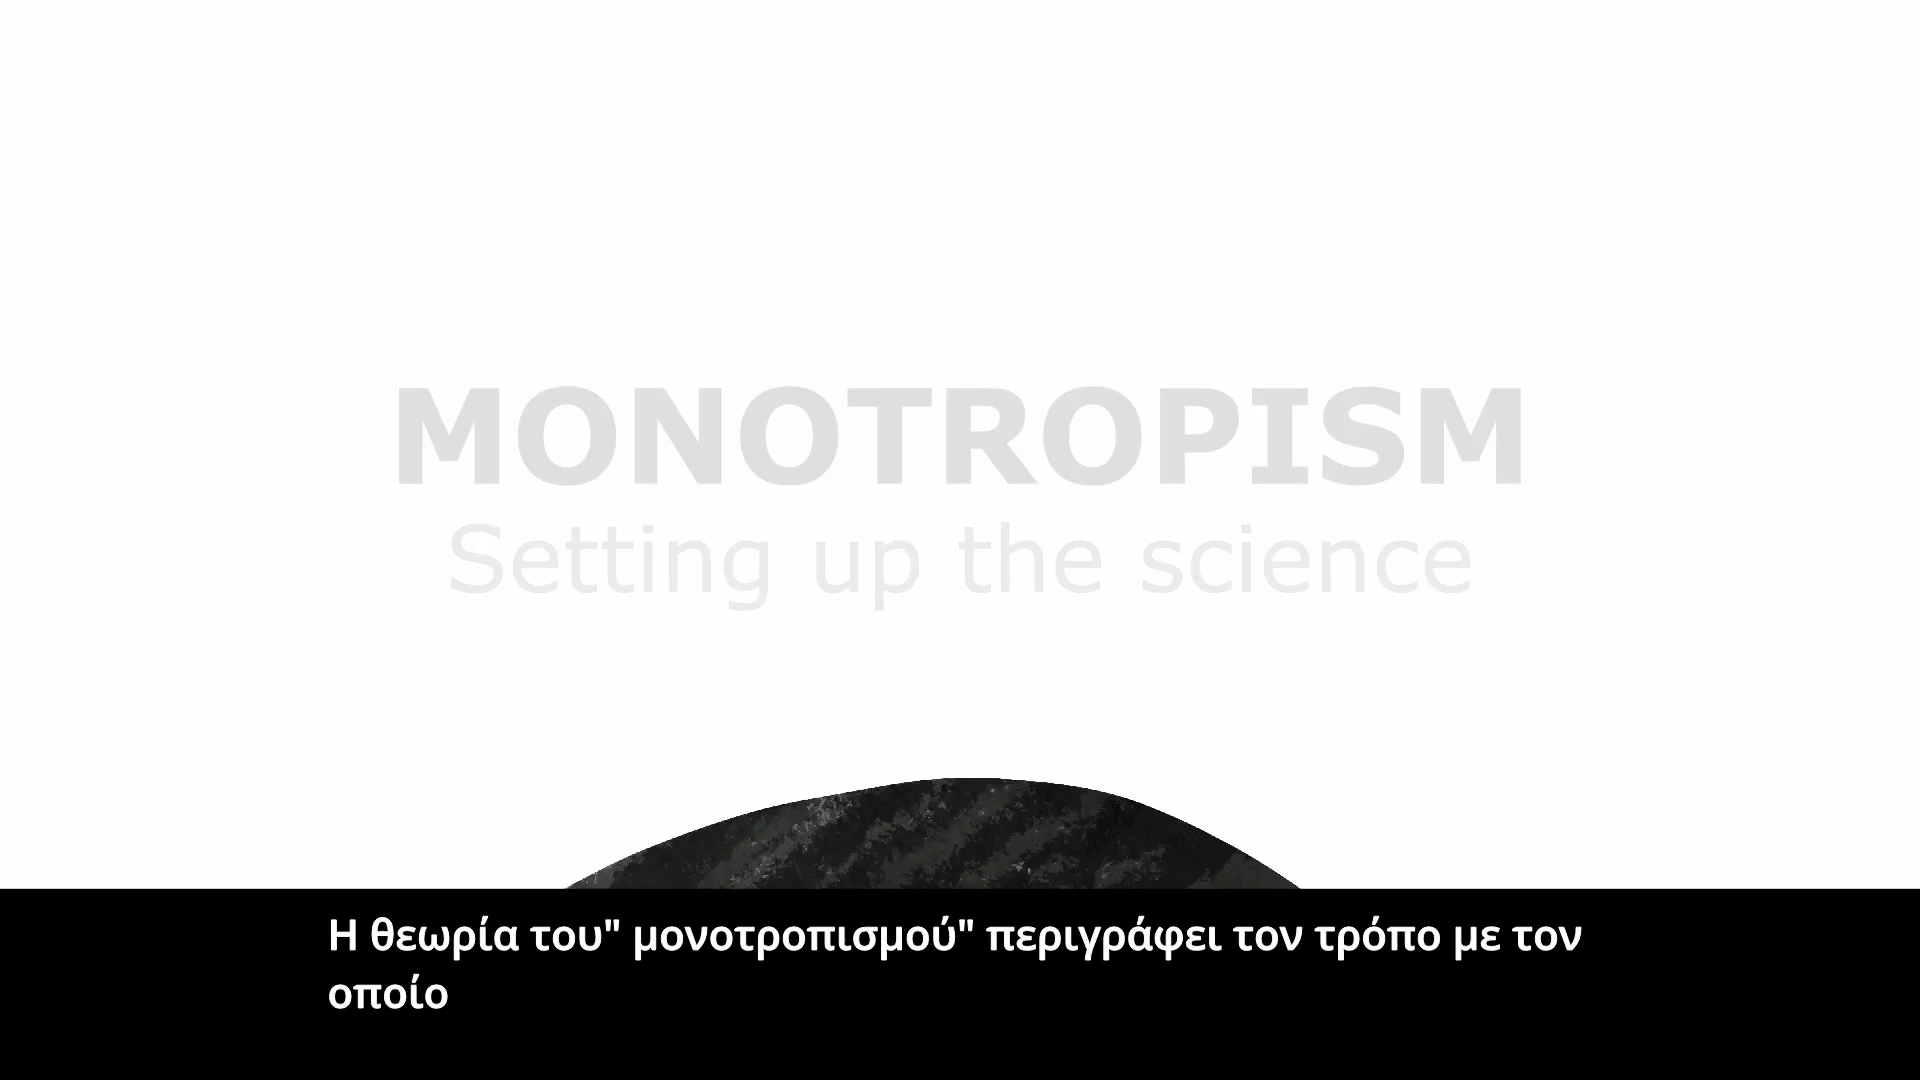 MONOTROPISM
Setting up the science
Η θεωρία του" μονοτροπισμού" περιγράφει τον τρόπο με τον
οποίο